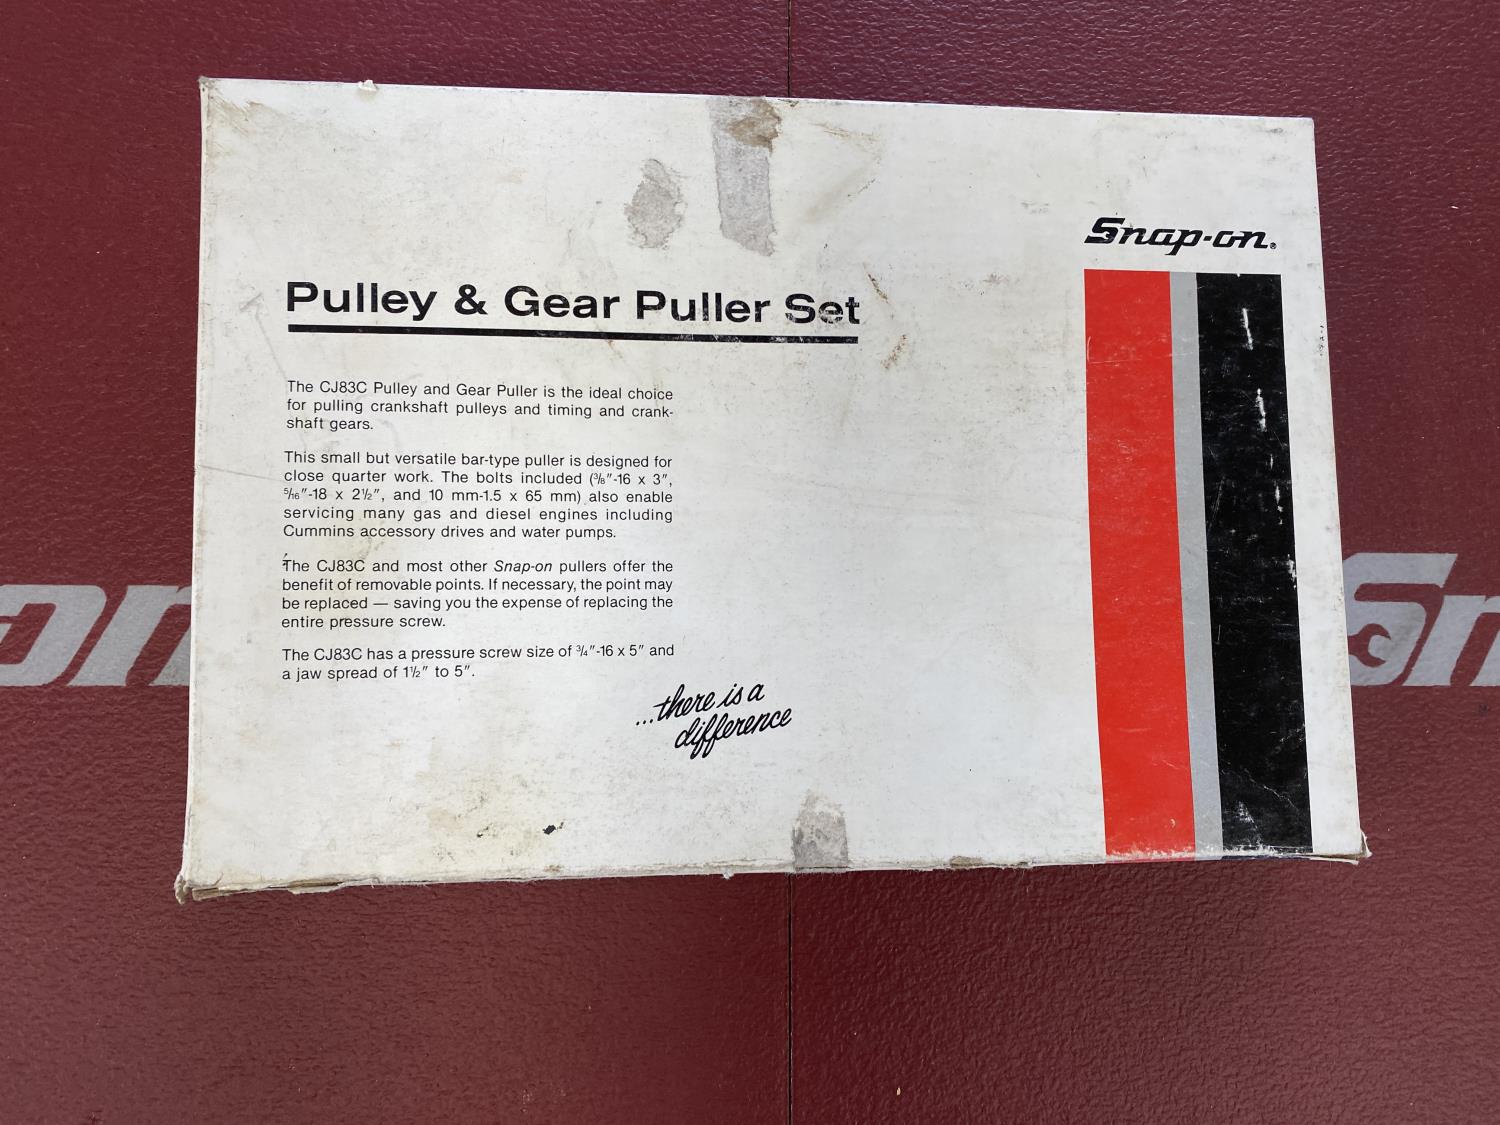 Snap-on®
Pulley & Gear Puller Set
The CJ83C Pulley and Gear Puller is the ideal choice
for pulling crankshaft pulleys and timing and crank-
shaft gears.
This small but versatile bar-type puller is designed for
close quarter work. The bolts included (3/8"-16 x 3",
5/16"-18 x 2 1/2", and 10 mm-1.5 x 65 mm) also enable
servicing many gas and diesel engines including
Cummins accessory drives and water pumps.
The CJ83C and most other Snap-on pullers offer the
benefit of removable points. If necessary, the point may
be replaced — saving you the expense of replacing the
entire pressure screw.
The CJ83C has a pressure screw size of 3/4"-16 x 5" and
a jaw spread of 1 1/2" to 5".
...there is a
difference
on
Sn